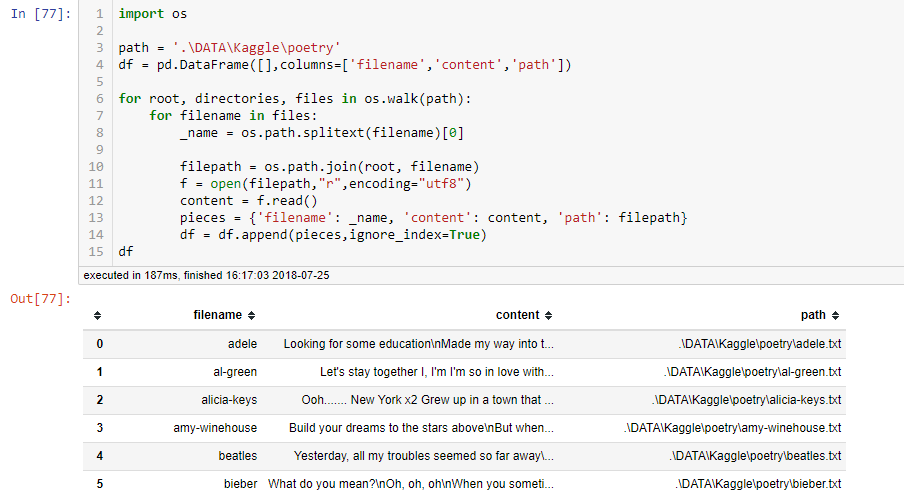 In [77]:
1 import os
2
3 path = '.\DATA\Kaggle\poetry'
4 df = pd.DataFrame([],columns=['filename','content','path'])
5
6 for root, directories, files in os.walk(path):
7     for filename in files:
8         _name = os.path.splitext(filename)[0]
9
10         filepath = os.path.join(root, filename)
11         f = open(filepath,"r",encoding="utf8")
12         content = f.read()
13         pieces = {'filename': _name, 'content': content, 'path': filepath}
14         df = df.append(pieces,ignore_index=True)
15 df
executed in 187ms, finished 16:17:03 2018-07-25
Out[77]:
filename content path
0 adele Looking for some education\nMade my way into t... .\DATA\Kaggle\poetry\adele.txt
1 al-green Let's stay together I, I'm I'm so in love with... .\DATA\Kaggle\poetry\al-green.txt
2 alicia-keys Ooh....... New York x2 Grew up in a town that ... .\DATA\Kaggle\poetry\alicia-keys.txt
3 amy-winehouse Build your dreams to the stars above\nBut when... .\DATA\Kaggle\poetry\amy-winehouse.txt
4 beatles Yesterday, all my troubles seemed so far away\... .\DATA\Kaggle\poetry\beatles.txt
5 bieber What do you mean?\nOh, oh, oh\nWhen you someti... .\DATA\Kaggle\poetry\bieber.txt